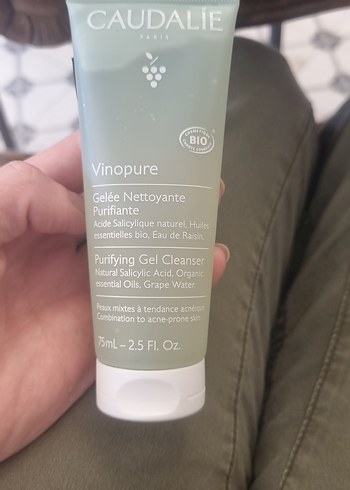 CAUDALÍE
PARIS
BIO
Vinopure
Gelée Nettoyante
Purifiante
Acide Salicylique naturel, Huiles
essentielles bio, Eau de Raisin.
Purifying Gel Cleanser
Natural Salicylic Acid, Organic
essential Oils, Grape Water.
Peaux mixtes à tendance acnéique
Combination to acne-prone skin
75mL – 2.5 Fl. Oz.